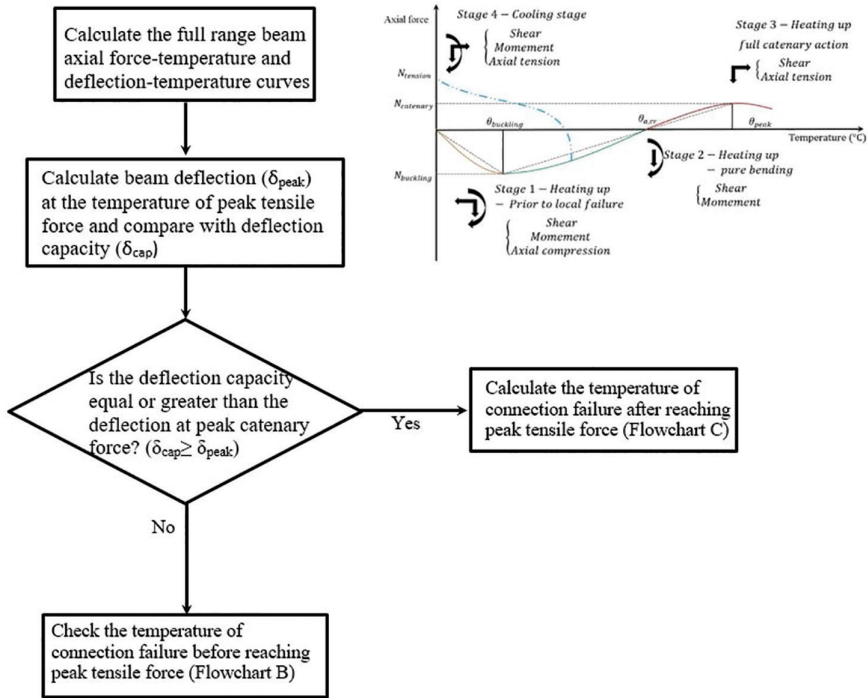 Calculate the full range beam
axial force-temperature and
deflection-temperature curves
Calculate beam deflection (δpeak)
at the temperature of peak tensile
force and compare with deflection
capacity (δcap)
Is the deflection capacity
equal or greater than the
deflection at peak catenary
force? (δcap≥ δpeak)
Yes
Calculate the temperature of
connection failure after reaching
peak tensile force (Flowchart C)
No
Check the temperature of
connection failure before reaching
peak tensile force (Flowchart B)
Axial force
Stage 4 – Cooling stage
Shear
Momement
Axial tension
Stage 3 – Heating up
full catenary action
Shear
Axial tension
Ntension
Ncatenary
Nbuckling
θbuckling
θa,cr
θpeak
Temperature (°C)
Stage 1 – Heating up
– Prior to local failure
Shear
Momement
Axial compression
Stage 2 – Heating up
– pure bending
Shear
Momement